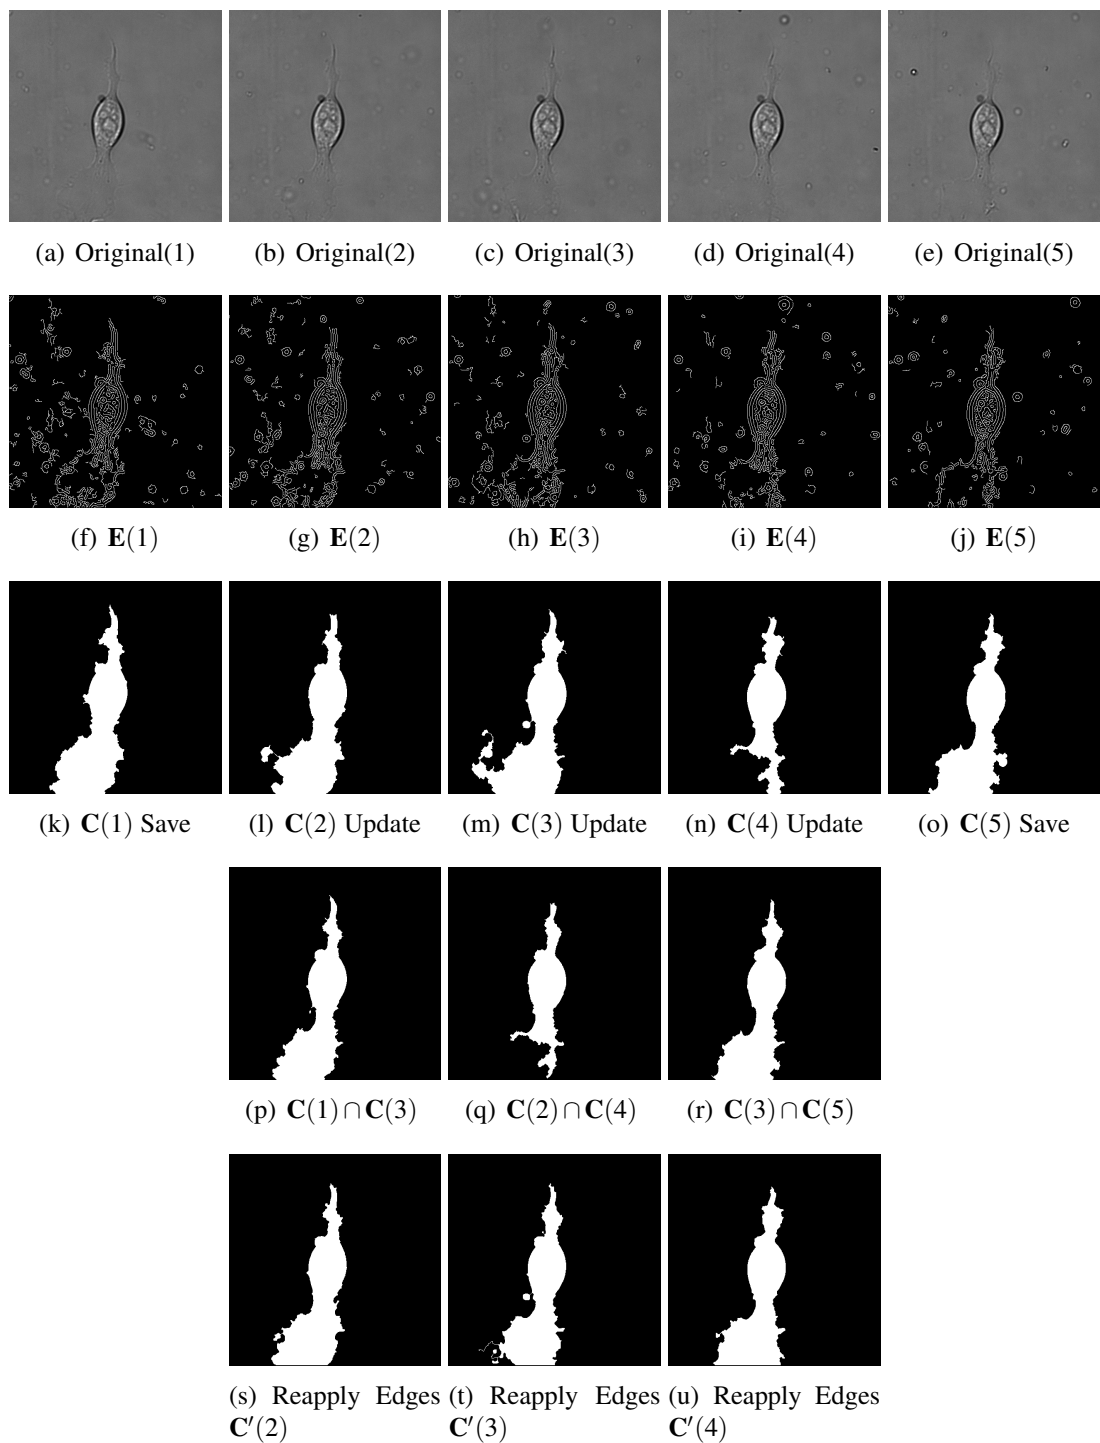 (a) Original(1) (b) Original(2) (c) Original(3) (d) Original(4) (e) Original(5)
(f) E(1) (g) E(2) (h) E(3) (i) E(4) (j) E(5)
(k) C(1) Save (l) C(2) Update (m) C(3) Update (n) C(4) Update (o) C(5) Save
(p) C(1)∩C(3) (q) C(2)∩C(4) (r) C(3)∩C(5)
(s) Reapply Edges (t) Reapply Edges (u) Reapply Edges
C′(2) C′(3) C′(4)